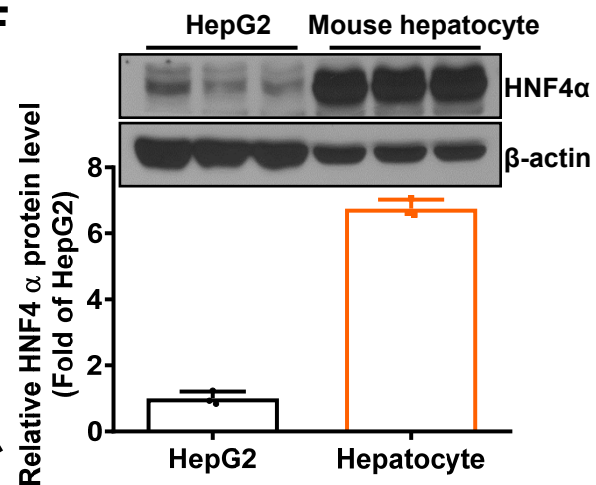 F
HepG2 Mouse hepatocyte
HNF4α
β-actin
Relative HNF4 α protein level
(Fold of HepG2)
8
6
4
2
0
HepG2 Hepatocyte